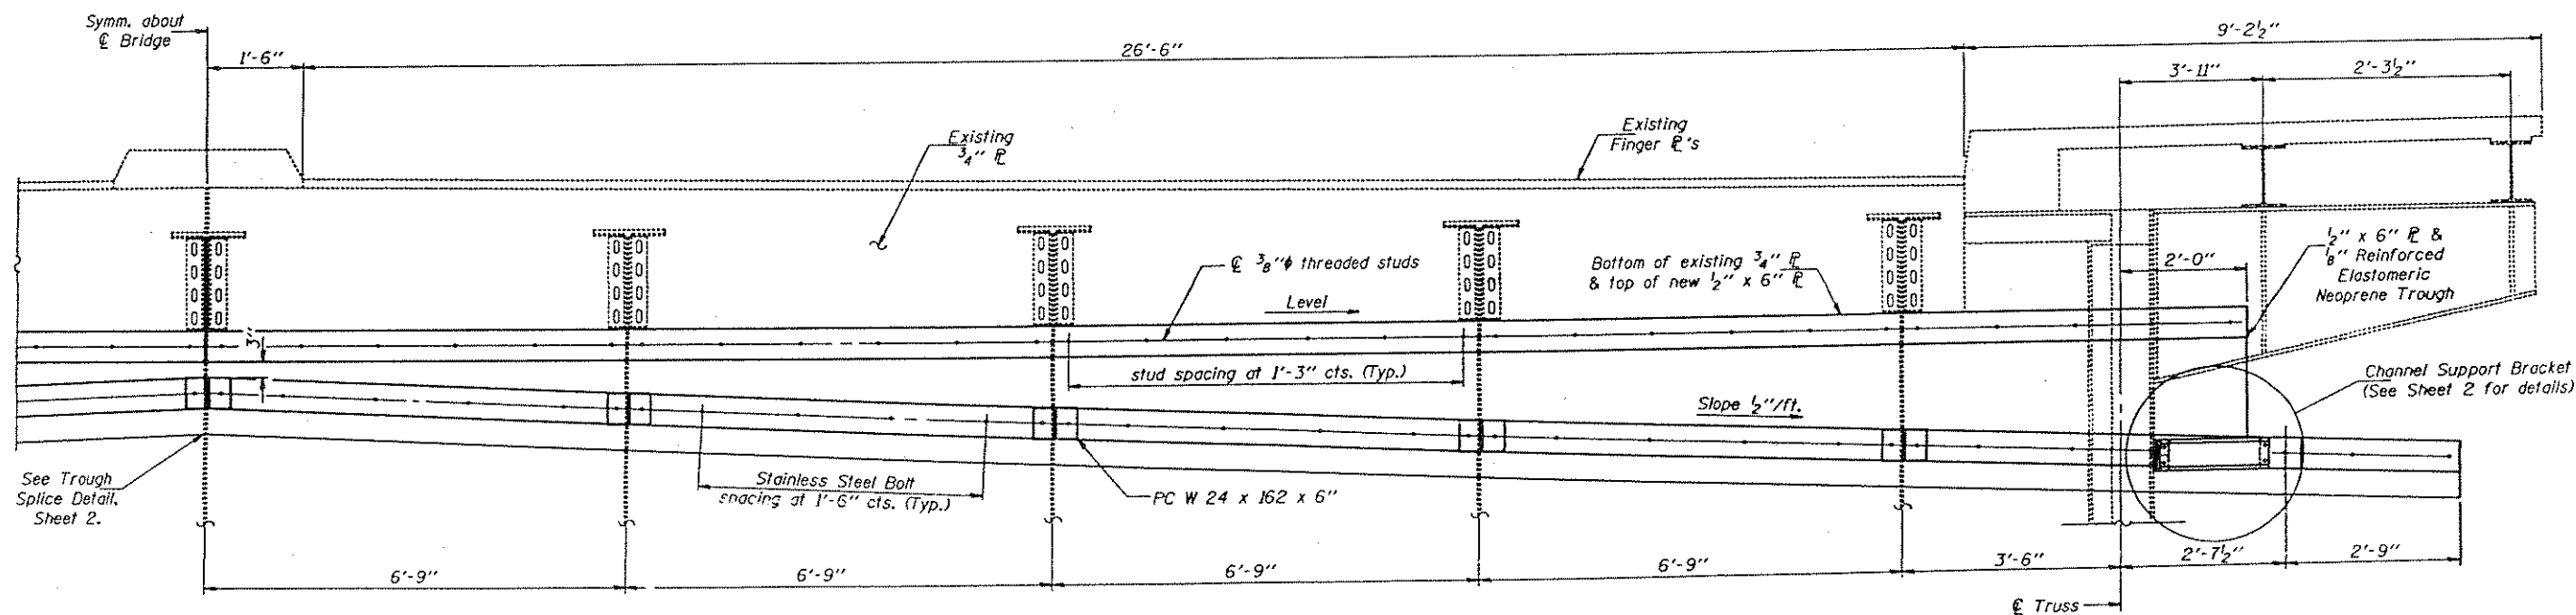 Symm. about
℄ Bridge
1'-6"
26'-6"
9'-2½"
3'-11"
2'-3½"
Existing
¾" ℞
Existing
Finger ℞'s
℄ ⅜"ϕ threaded studs
Level
Bottom of existing ¾" ℞
& top of new ½" x 6" ℞
2'-0"
½" x 6" ℞ &
⅛" Reinforced
Elastomeric
Neoprene Trough
3"
stud spacing at 1'-3" cts. (Typ.)
Channel Support Bracket
(See Sheet 2 for details)
Slope ½"/ft.
See Trough
Splice Detail,
Sheet 2.
Stainless Steel Bolt
spacing at 1'-6" cts. (Typ.)
PC W 24 x 162 x 6"
6'-9"
6'-9"
6'-9"
6'-9"
3'-6"
2'-7½"
2'-9"
℄ Truss